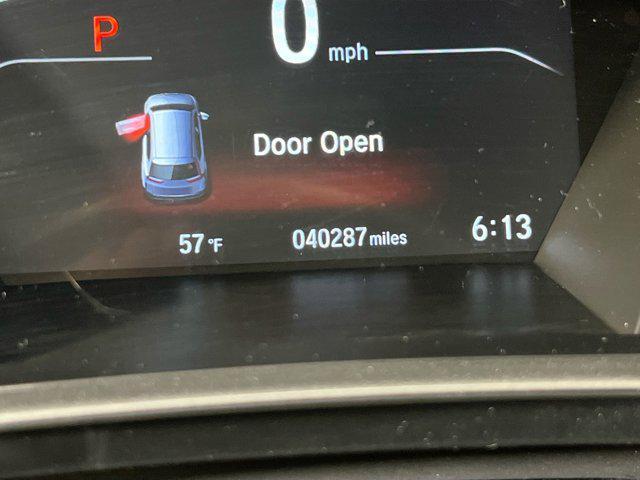 P
0 mph
Door Open
57 °F 040287 miles 6:13